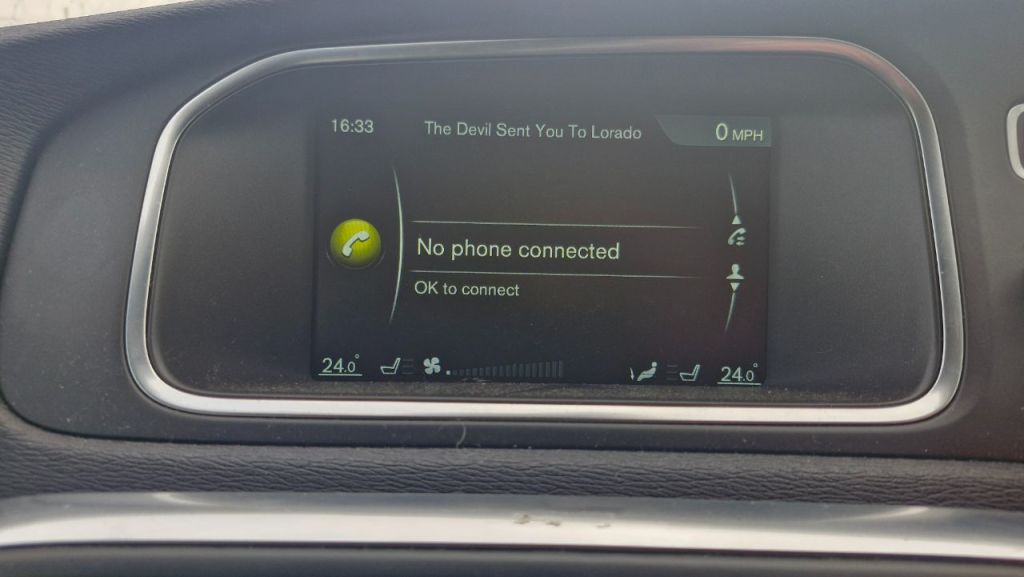 16:33 The Devil Sent You To Lorado 0 MPH
No phone connected
OK to connect
24.0° 24.0°